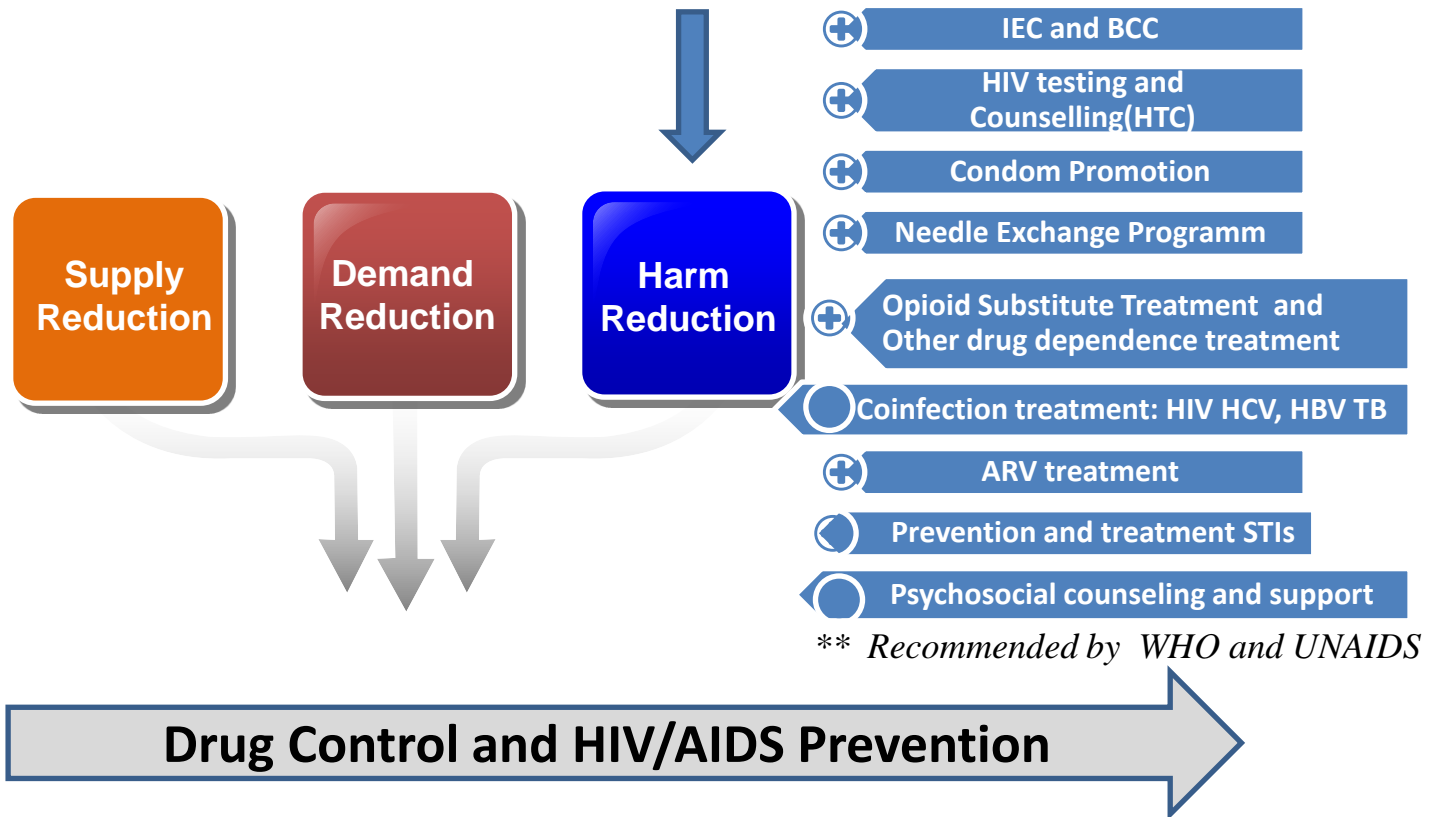 Supply
Reduction
Demand
Reduction
Harm
Reduction
IEC and BCC
HIV testing and
Counselling(HTC)
Condom Promotion
Needle Exchange Programm
Opioid Substitute Treatment and
Other drug dependence treatment
Coinfection treatment: HIV HCV, HBV TB
ARV treatment
Prevention and treatment STIs
Psychosocial counseling and support
** Recommended by WHO and UNAIDS
Drug Control and HIV/AIDS Prevention